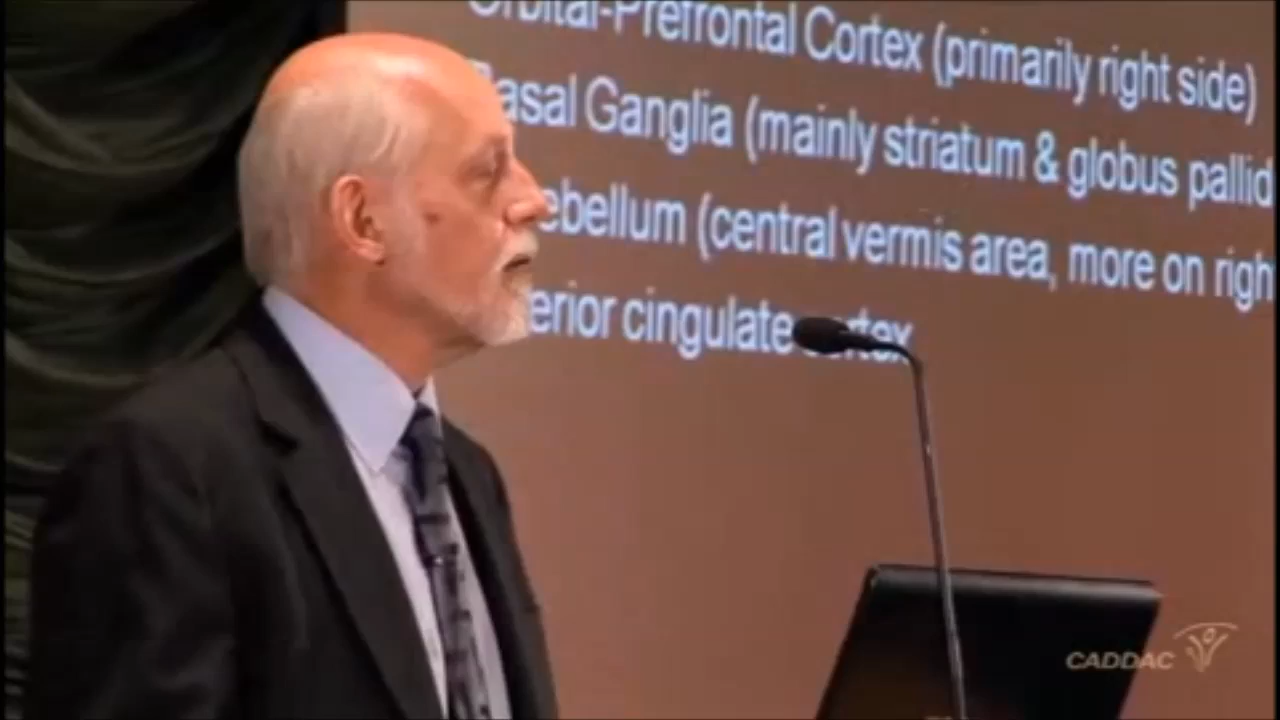 Orbital-Prefrontal Cortex (primarily right side)
asal Ganglia (mainly striatum & globus pallid
ebellum (central vermis area, more on righ
erior cingulate cortex
CADDAC